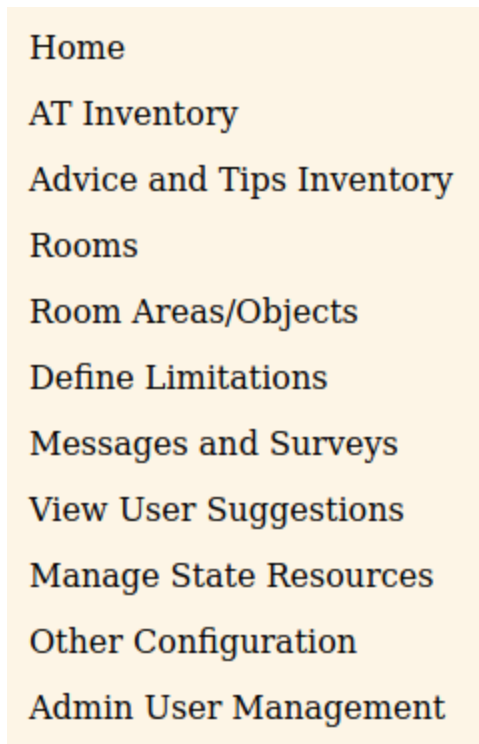 Home
AT Inventory
Advice and Tips Inventory
Rooms
Room Areas/Objects
Define Limitations
Messages and Surveys
View User Suggestions
Manage State Resources
Other Configuration
Admin User Management